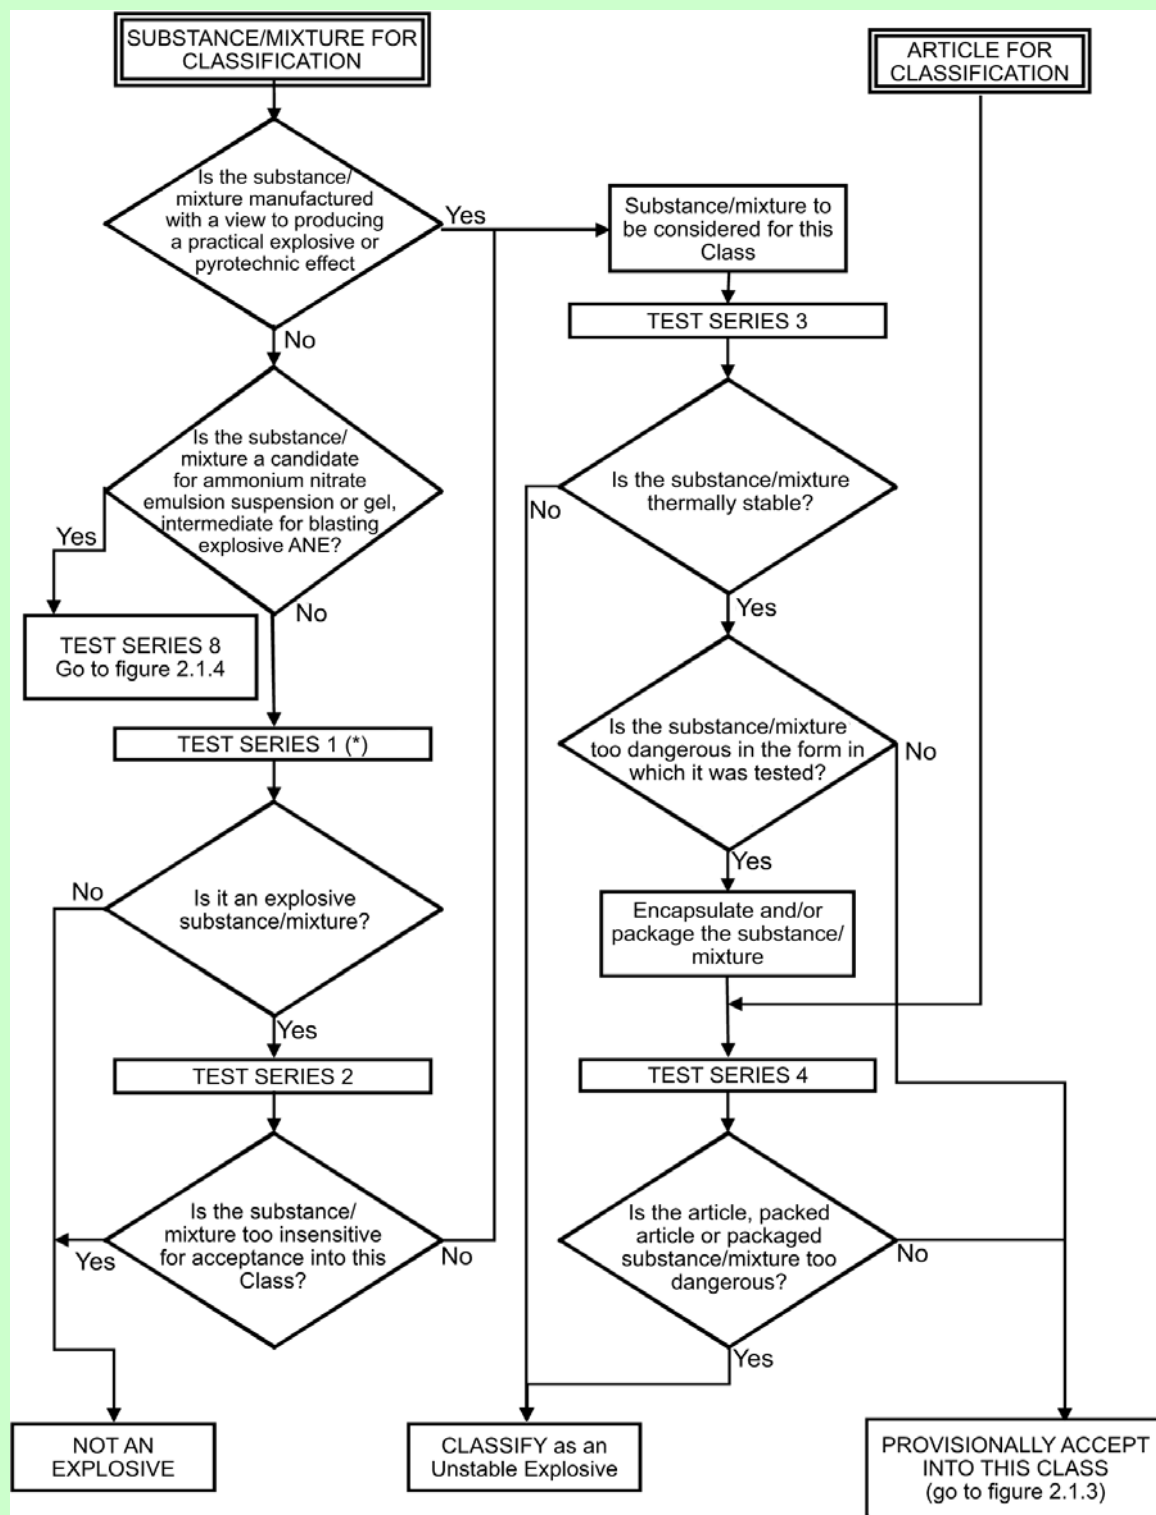 SUBSTANCE/MIXTURE FOR
CLASSIFICATION
ARTICLE FOR
CLASSIFICATION
Is the substance/
mixture manufactured
with a view to producing
a practical explosive or
pyrotechnic effect
Yes
No
Substance/mixture to
be considered for this
Class
TEST SERIES 3
Is the substance/
mixture a candidate
for ammonium nitrate
emulsion suspension or gel,
intermediate for blasting
explosive ANE?
Yes
No
TEST SERIES 8
Go to figure 2.1.4
Is the substance/mixture
thermally stable?
No
Yes
TEST SERIES 1 (*)
Is the substance/mixture
too dangerous in the form in
which it was tested?
No
Yes
Is it an explosive
substance/mixture?
No
Yes
Encapsulate and/or
package the substance/
mixture
TEST SERIES 2
TEST SERIES 4
Is the substance/
mixture too insensitive
for acceptance into this
Class?
Yes
No
Is the article, packed
article or packaged
substance/mixture too
dangerous?
No
Yes
NOT AN
EXPLOSIVE
CLASSIFY as an
Unstable Explosive
PROVISIONALLY ACCEPT
INTO THIS CLASS
(go to figure 2.1.3)